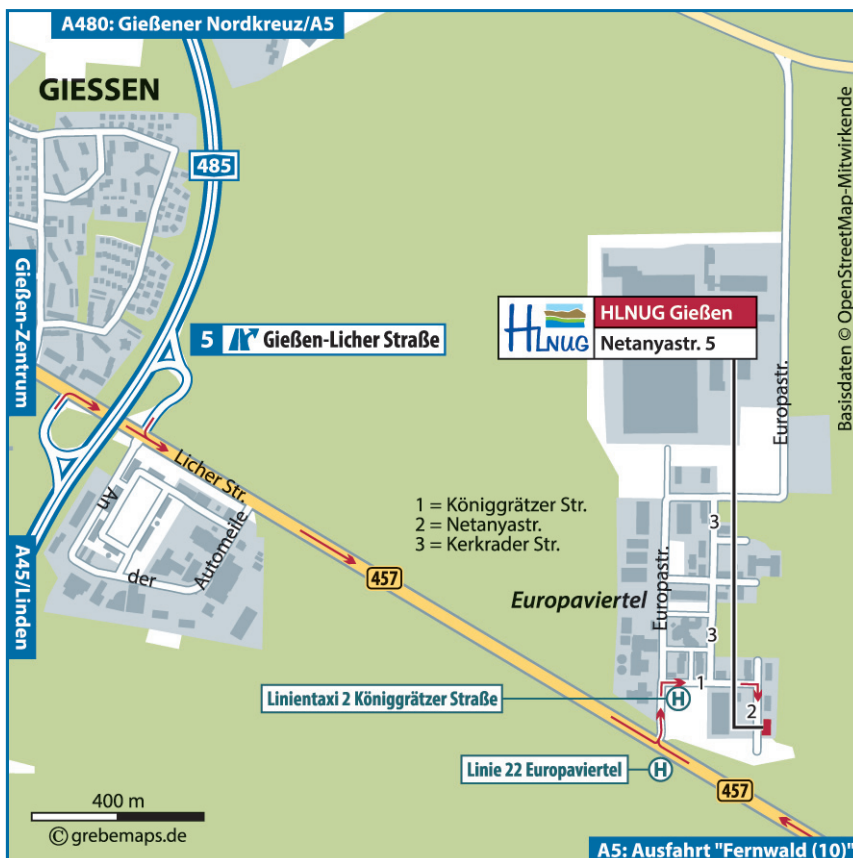 A480: Gießener Nordkreuz/A5
GIESSEN
485
Gießen-Zentrum
5 Gießen-Licher Straße
HLNUG
HLNUG Gießen
Netanyastr. 5
Basisdaten © OpenStreetMap-Mitwirkende
Europastr.
Licher Str.
An
der
Automeile
A45/Linden
457
1 = Königgrätzer Str.
2 = Netanyastr.
3 = Kerkrader Str.
3
Europaviertel
Europastr.
3
1
2
Linientaxi 2 Königgrätzer Straße
H
Linie 22 Europaviertel
H
457
400 m
© grebemaps.de
A5: Ausfahrt "Fernwald (10)"